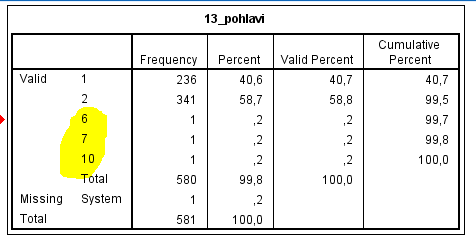 13_pohlavi
Frequency Percent Valid Percent Cumulative Percent
Valid 1 236 40,6 40,7 40,7
2 341 58,7 58,8 99,5
6 1 ,2 ,2 99,7
7 1 ,2 ,2 99,8
10 1 ,2 ,2 100,0
Total 580 99,8 100,0
Missing System 1 ,2
Total 581 100,0